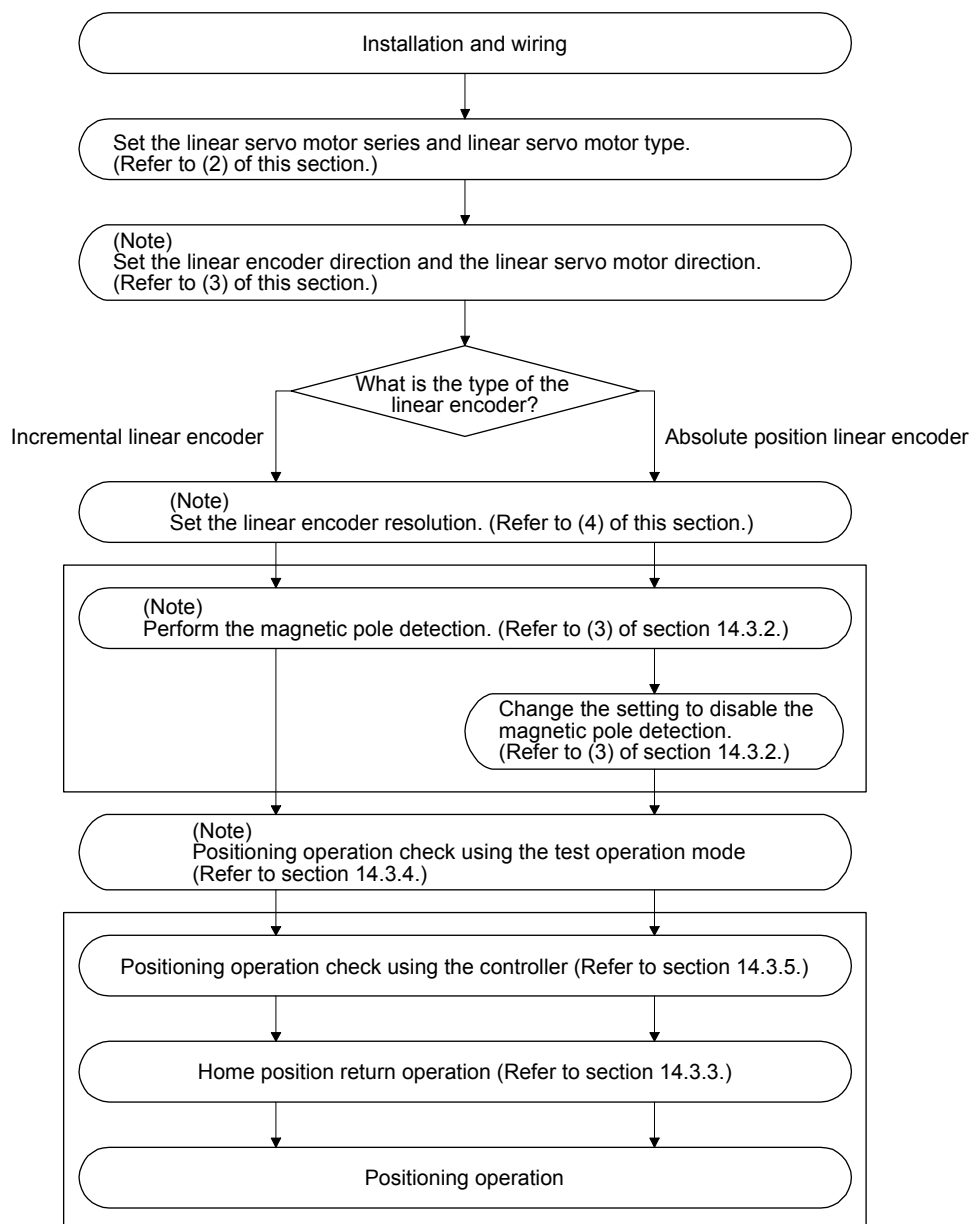 Installation and wiring
Set the linear servo motor series and linear servo motor type.
(Refer to (2) of this section.)
(Note)
Set the linear encoder direction and the linear servo motor direction.
(Refer to (3) of this section.)
What is the type of the
linear encoder?
Incremental linear encoder
Absolute position linear encoder
(Note)
Set the linear encoder resolution. (Refer to (4) of this section.)
(Note)
Perform the magnetic pole detection. (Refer to (3) of section 14.3.2.)
Change the setting to disable the
magnetic pole detection.
(Refer to (3) of section 14.3.2.)
(Note)
Positioning operation check using the test operation mode
(Refer to section 14.3.4.)
Positioning operation check using the controller (Refer to section 14.3.5.)
Home position return operation (Refer to section 14.3.3.)
Positioning operation